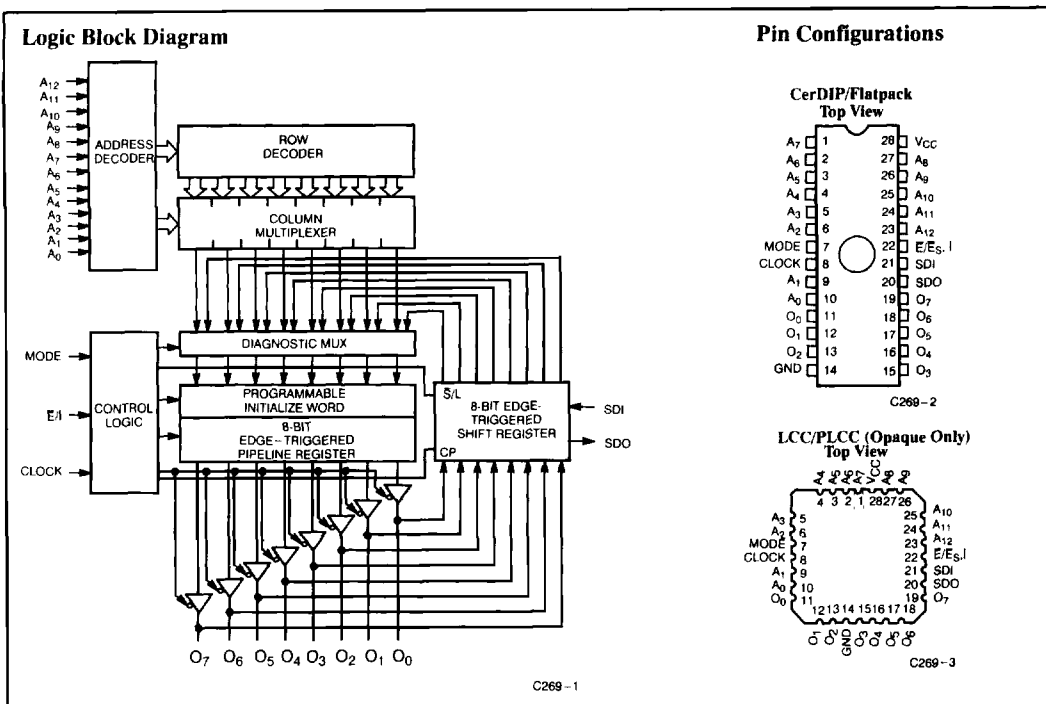 Logic Block Diagram
A12
A11
A10
A9
A8
A7
A6
A5
A4
A3
A2
A1
A0
ADDRESS
DECODER
ROW
DECODER
COLUMN
MULTIPLEXER
DIAGNOSTIC MUX
MODE
E̅/I̅
CLOCK
CONTROL
LOGIC
PROGRAMMABLE
INITIALIZE WORD
8-BIT
EDGE-TRIGGERED
PIPELINE REGISTER
S̅/L
8-BIT EDGE-
TRIGGERED
SHIFT REGISTER
CP
SDI
SDO
O7 O6 O5 O4 O3 O2 O1 O0
C269-1
Pin Configurations
CerDIP/Flatpack
Top View
A7 1 28 VCC
A6 2 27 A8
A5 3 26 A9
A4 4 25 A10
A3 5 24 A11
A2 6 23 A12
MODE 7 22 E̅/E̅S, I̅
CLOCK 8 21 SDI
A1 9 20 SDO
A0 10 19 O7
O0 11 18 O6
O1 12 17 O5
O2 13 16 O4
GND 14 15 O3
C269-2
LCC/PLCC (Opaque Only)
Top View
A4 A5 A6 A7 VCC A8 A9
4 3 2 1 28 27 26
A3 5 25 A10
A2 6 24 A11
MODE 7 23 A12
CLOCK 8 22 E̅/E̅S, I̅
A1 9 21 SDI
A0 10 20 SDO
O0 11 19 O7
12 13 14 15 16 17 18
O1 O2 GND O3 O4 O5 O6
C269-3